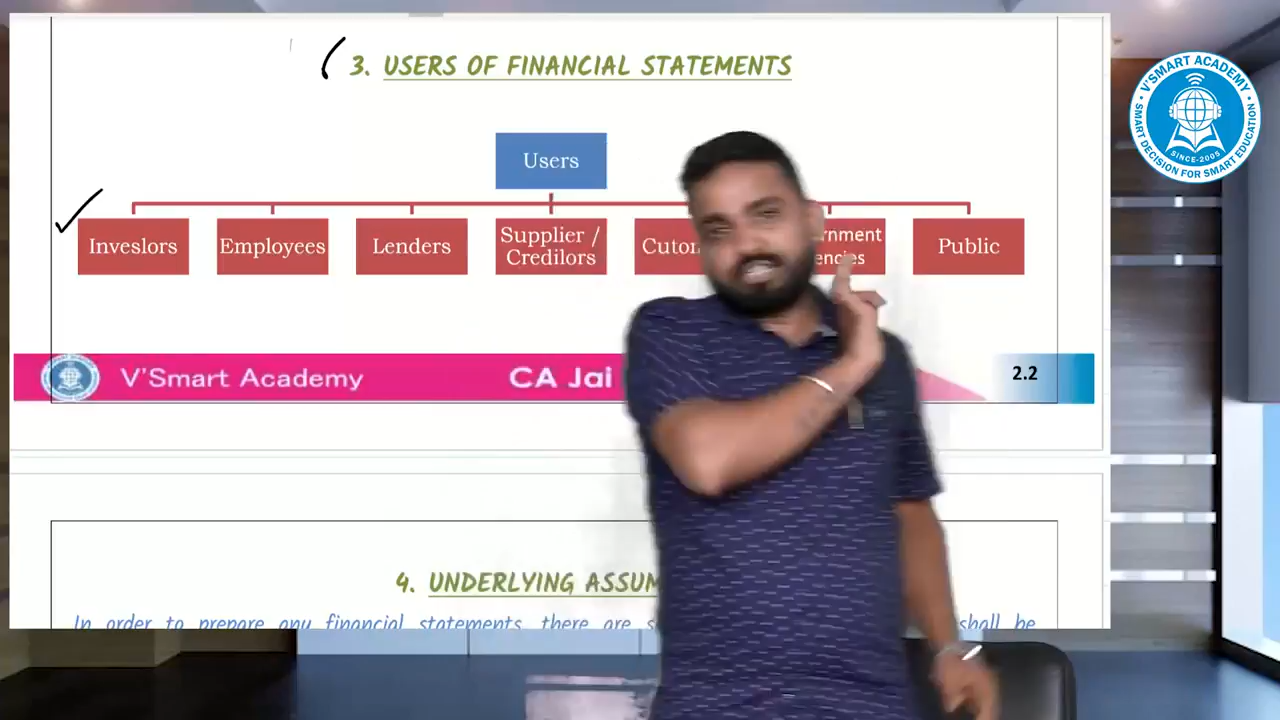 3. USERS OF FINANCIAL STATEMENTS
Users
Inveslors
Employees
Lenders
Supplier /
Credilors
Public
V'Smart Academy
CA Jai
2.2
4. UNDERLYING
In order to prepare any financial statements, there are
shall be
V'SMART ACADEMY
SMART DECISION FOR SMART EDUCATION
SINCE-2005